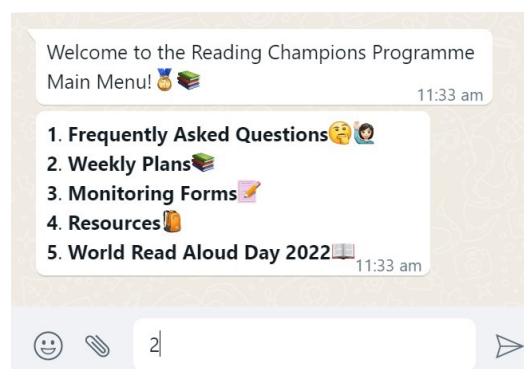 Welcome to the Reading Champions Programme
Main Menu!🏅📚
11:33 am
1. Frequently Asked Questions🤔🙋🏻‍♀️
2. Weekly Plans📚
3. Monitoring Forms📝
4. Resources🎒
5. World Read Aloud Day 2022📖
11:33 am
2